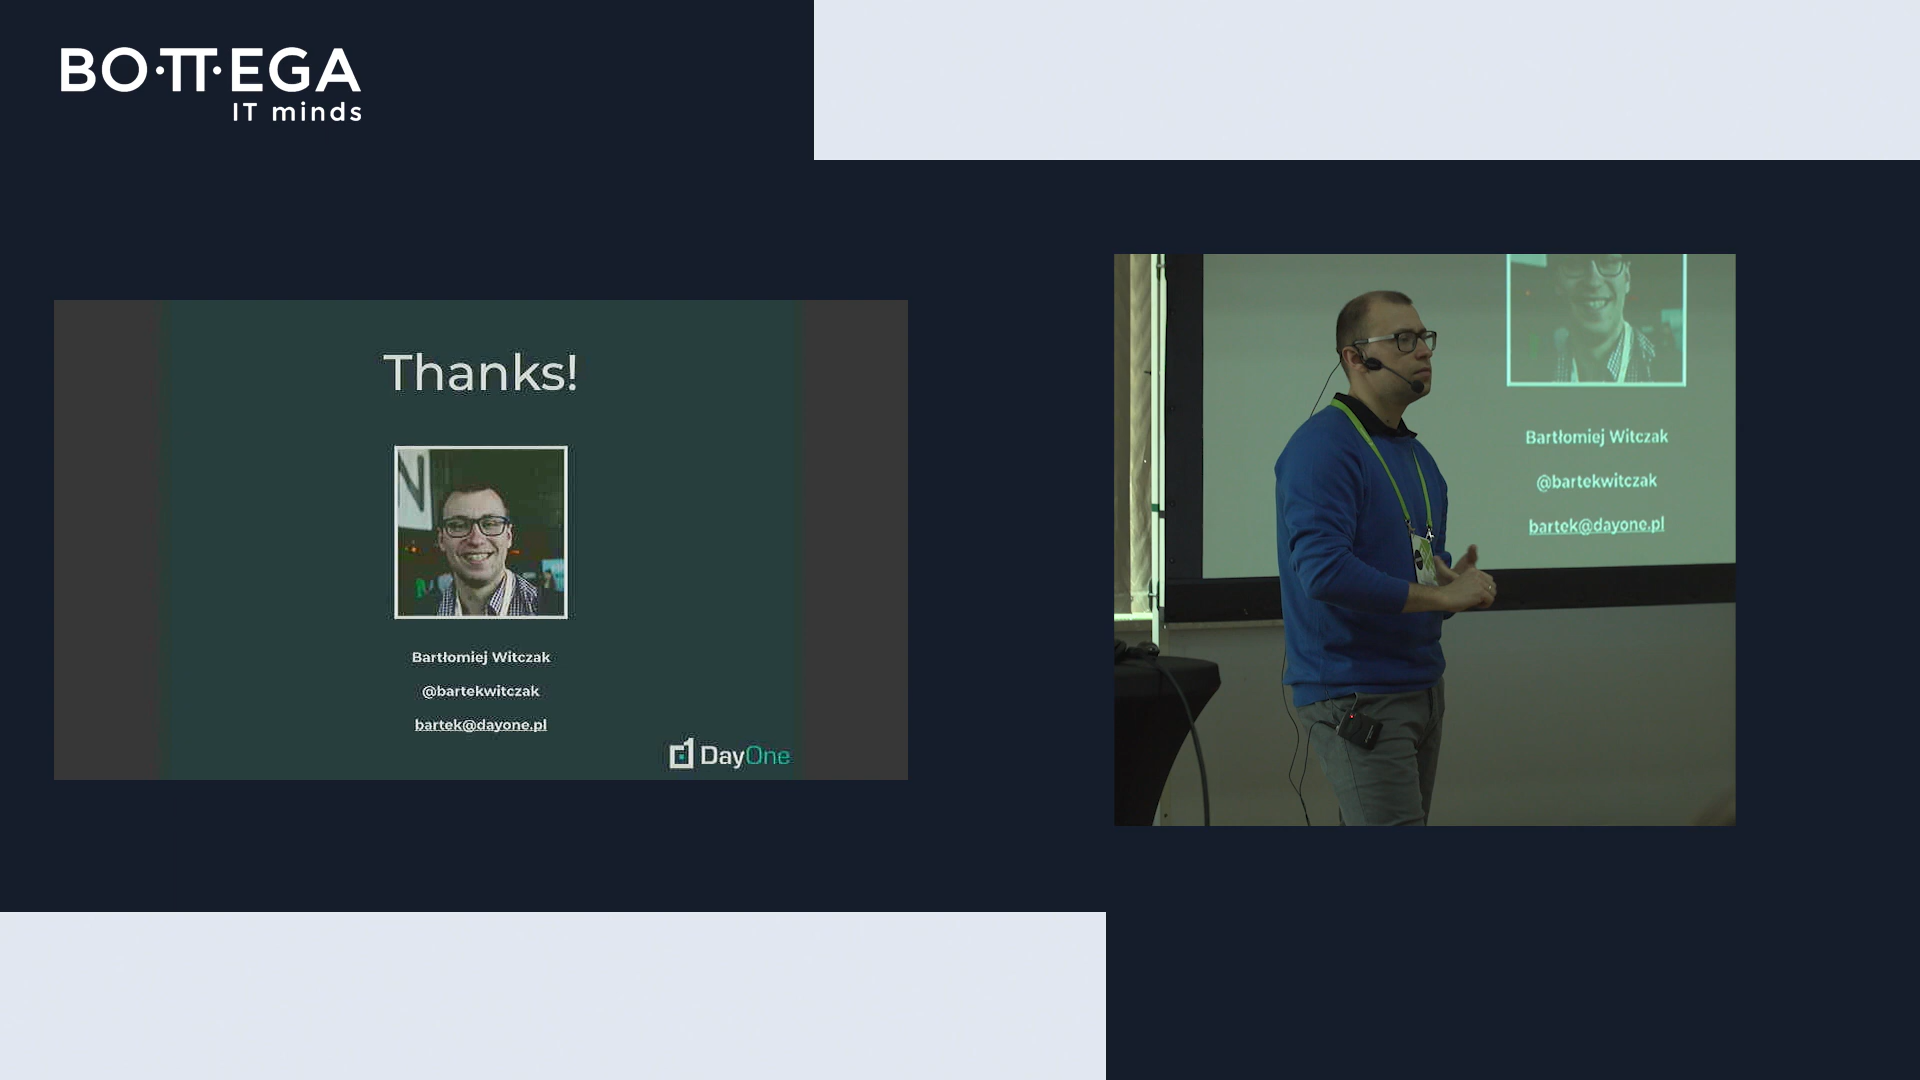 BO·TT·EGA
IT minds
Thanks!
N
Bartłomiej Witczak
@bartekwitczak
bartek@dayone.pl
DayOne
Bartłomiej Witczak
@bartekwitczak
bartek@dayone.pl